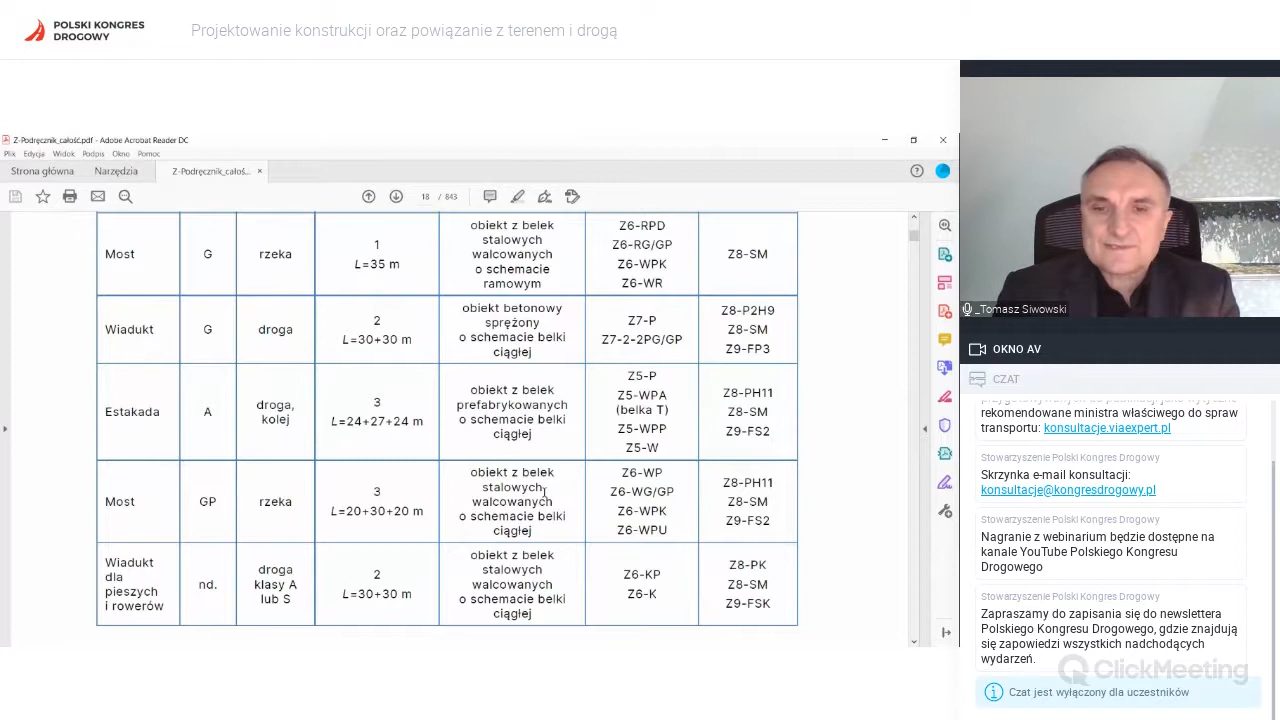 POLSKI KONGRES
DROGOWY
Projektowanie konstrukcji oraz powiązanie z terenem i drogą
Z-Podręcznik_całość.pdf - Adobe Acrobat Reader DC
Plik Edycja Widok Podpis Okno Pomoc
Strona główna Narzędzia Z-Podręcznik_całoś... ×
18 / 843
Most
G
rzeka
1
L=35 m
obiekt z belek
stalowych
walcowanych
o schemacie
ramowym
Z6-RPD
Z6-RG/GP
Z6-WPK
Z6-WR
Z8-SM
Wiadukt
G
droga
2
L=30+30 m
obiekt betonowy
sprężony
o schemacie belki
ciągłej
Z7-P
Z7-2-2PG/GP
Z8-P2H9
Z8-SM
Z9-FP3
Estakada
A
droga,
kolej
3
L=24+27+24 m
obiekt z belek
prefabrykowanych
o schemacie belki
ciągłej
Z5-P
Z5-WPA
(belka T)
Z5-WPP
Z5-W
Z8-PH11
Z8-SM
Z9-FS2
Most
GP
rzeka
3
L=20+30+20 m
obiekt z belek
stalowych
walcowanych
o schemacie belki
ciągłej
Z6-WP
Z6-WG/GP
Z6-WPK
Z6-WPU
Z8-PH11
Z8-SM
Z9-FS2
Wiadukt
dla
pieszych
i rowerów
nd.
droga
klasy A
lub S
2
L=30+30 m
obiekt z belek
stalowych
walcowanych
o schemacie belki
ciągłej
Z6-KP
Z6-K
Z8-PK
Z8-SM
Z9-FSK
_Tomasz Siwowski
OKNO AV
CZAT
rekomendowane ministra właściwego do spraw
transportu: konsultacje.viaexpert.pl
Stowarzyszenie Polski Kongres Drogowy
Skrzynka e-mail konsultacji:
konsultacje@kongresdrogowy.pl
Stowarzyszenie Polski Kongres Drogowy
Nagranie z webinarium będzie dostępne na
kanale YouTube Polskiego Kongresu
Drogowego
Stowarzyszenie Polski Kongres Drogowy
Zapraszamy do zapisania się do newslettera
Polskiego Kongresu Drogowego, gdzie znajdują
się zapowiedzi wszystkich nadchodzących
wydarzeń.
ClickMeeting
Czat jest wyłączony dla uczestników